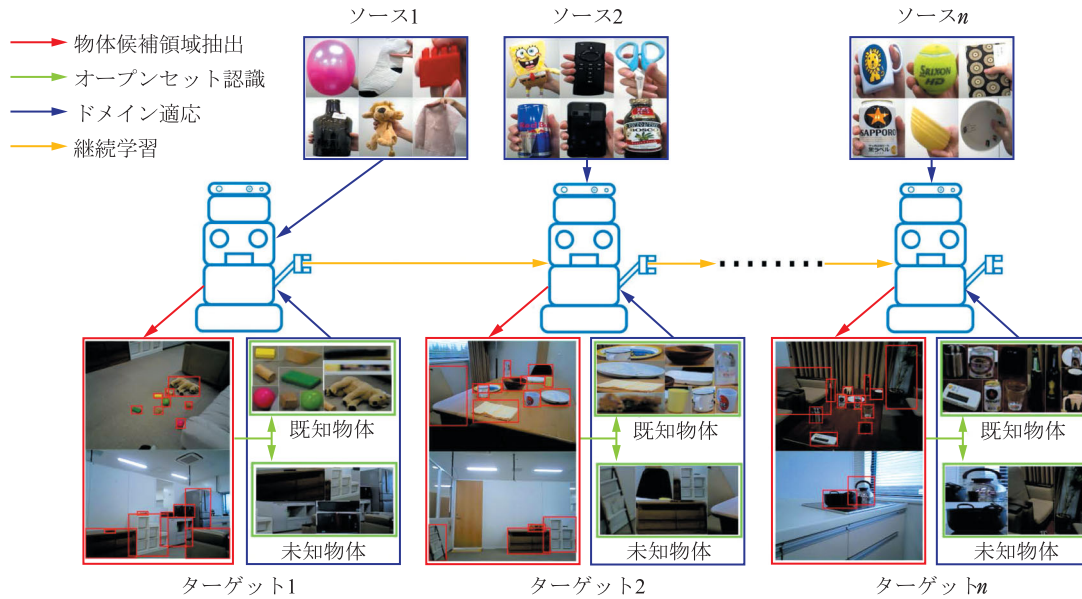 ソース1
ソース2
ソースn
物体候補領域抽出
オープンセット認識
ドメイン適応
継続学習
SRIXON
HD
SAPPORO
既知物体
既知物体
既知物体
未知物体
未知物体
未知物体
ターゲット1
ターゲット2
ターゲットn